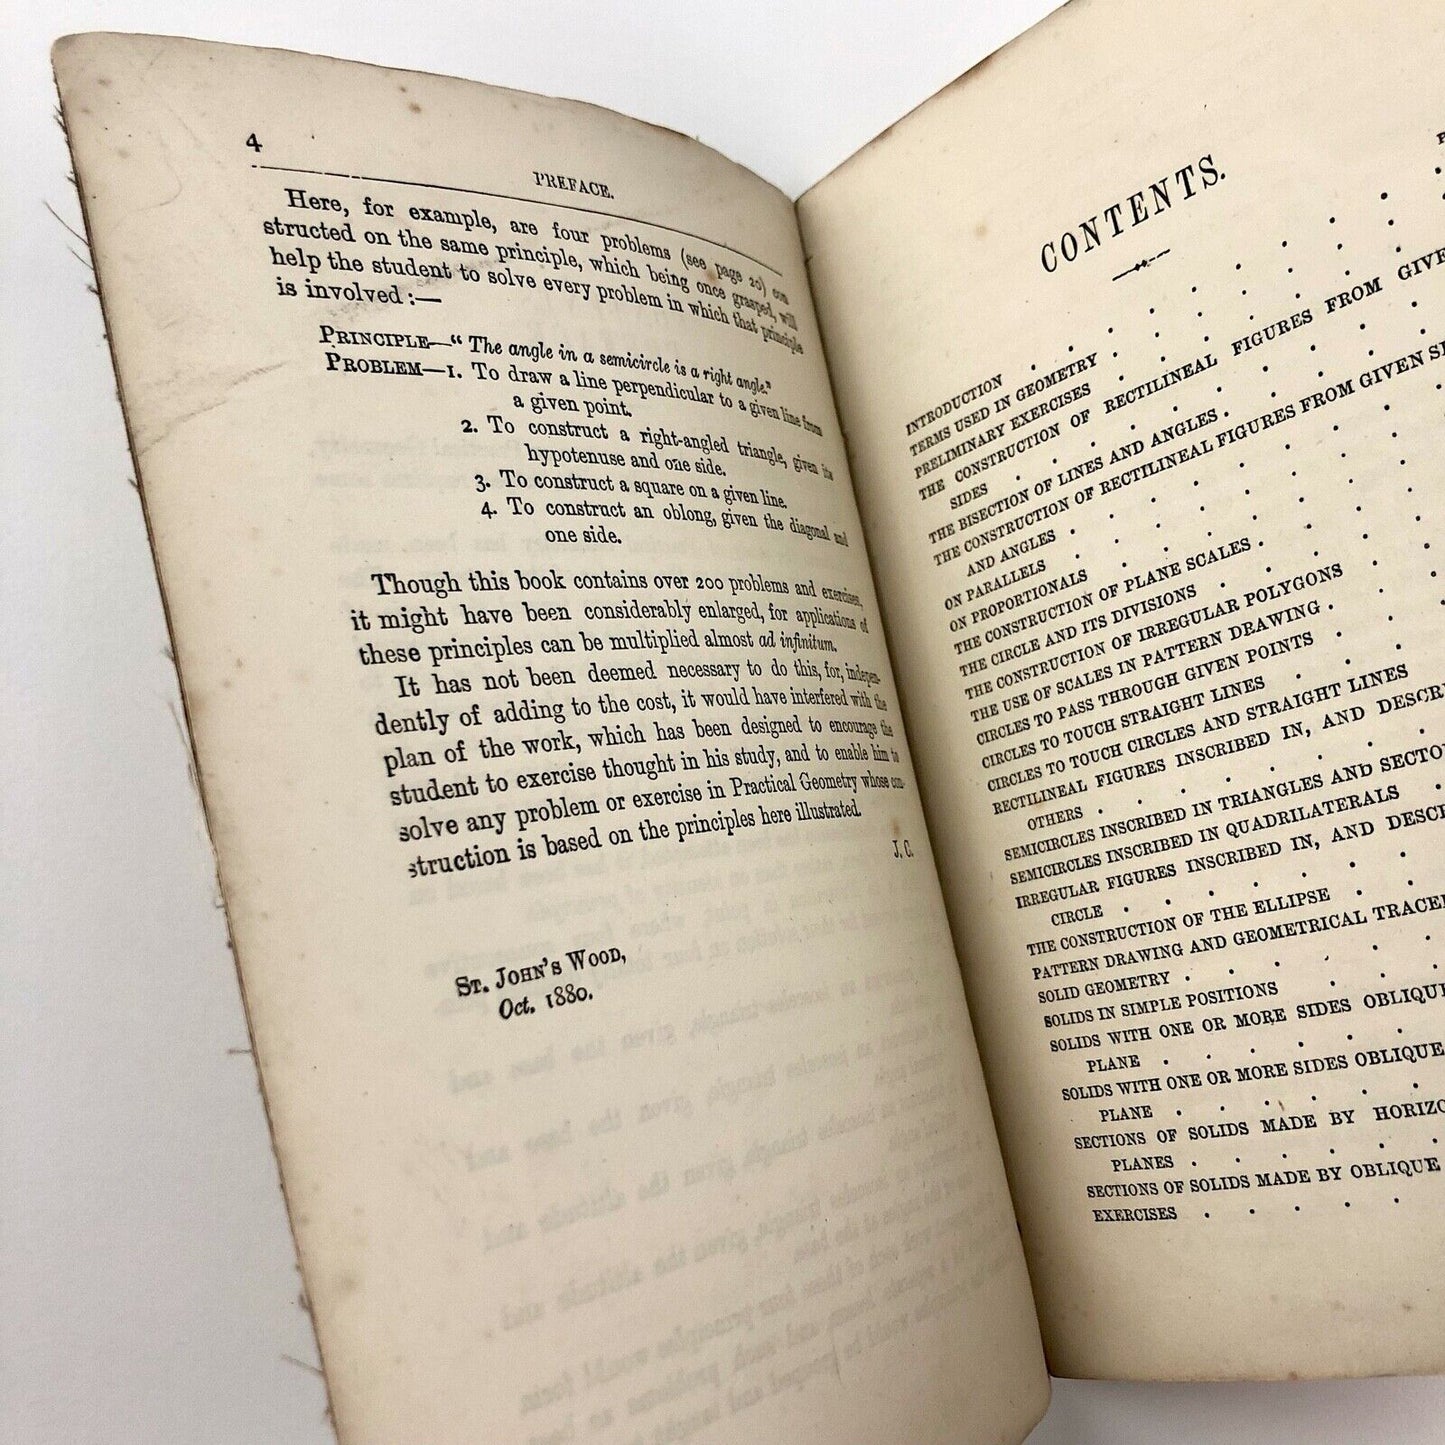 4
PREFACE.
Here, for example, are four problems (see page 20) con
structed on the same principle, which being once grasped, will
help the student to solve every problem in which that principle
is involved:—
PRINCIPLE—“The angle in a semicircle is a right angle.”
PROBLEM—1. To draw a line perpendicular to a given line from
a given point.
2. To construct a right-angled triangle, given its
hypotenuse and one side.
3. To construct a square on a given line.
4. To construct an oblong, given the diagonal and
one side.
Though this book contains over 200 problems and exercises,
it might have been considerably enlarged, for applications of
these principles can be multiplied almost ad infinitum.
It has not been deemed necessary to do this, for, indepen-
dently of adding to the cost, it would have interfered with the
plan of the work, which has been designed to encourage the
student to exercise thought in his study, and to enable him to
solve any problem or exercise in Practical Geometry whose con-
struction is based on the principles here illustrated.
J. C.
ST. JOHN'S WOOD,
Oct. 1880.
CONTENTS.
INTRODUCTION
TERMS USED IN GEOMETRY
PRELIMINARY EXERCISES
THE CONSTRUCTION OF RECTILINEAL FIGURES FROM GIVE
SIDES
THE BISECTION OF LINES AND ANGLES
THE CONSTRUCTION OF RECTILINEAL FIGURES FROM GIVEN SI
AND ANGLES
ON PARALLELS
ON PROPORTIONALS
THE CONSTRUCTION OF PLANE SCALES
THE CIRCLE AND ITS DIVISIONS
THE CONSTRUCTION OF IRREGULAR POLYGONS
THE USE OF SCALES IN PATTERN DRAWING
CIRCLES TO PASS THROUGH GIVEN POINTS
CIRCLES TO TOUCH STRAIGHT LINES
CIRCLES TO TOUCH CIRCLES AND STRAIGHT LINES
RECTILINEAL FIGURES INSCRIBED IN, AND DESCR
OTHERS
SEMICIRCLES INSCRIBED IN TRIANGLES AND SECTO
SEMICIRCLES INSCRIBED IN QUADRILATERALS
IRREGULAR FIGURES INSCRIBED IN, AND DESCR
CIRCLE
THE CONSTRUCTION OF THE ELLIPSE
PATTERN DRAWING AND GEOMETRICAL TRACE
SOLID GEOMETRY
SOLIDS IN SIMPLE POSITIONS
SOLIDS WITH ONE OR MORE SIDES OBLIQUE
PLANE
SOLIDS WITH ONE OR MORE SIDES OBLIQUE
PLANE
SECTIONS OF SOLIDS MADE BY HORIZO
PLANES
SECTIONS OF SOLIDS MADE BY OBLIQUE
EXERCISES